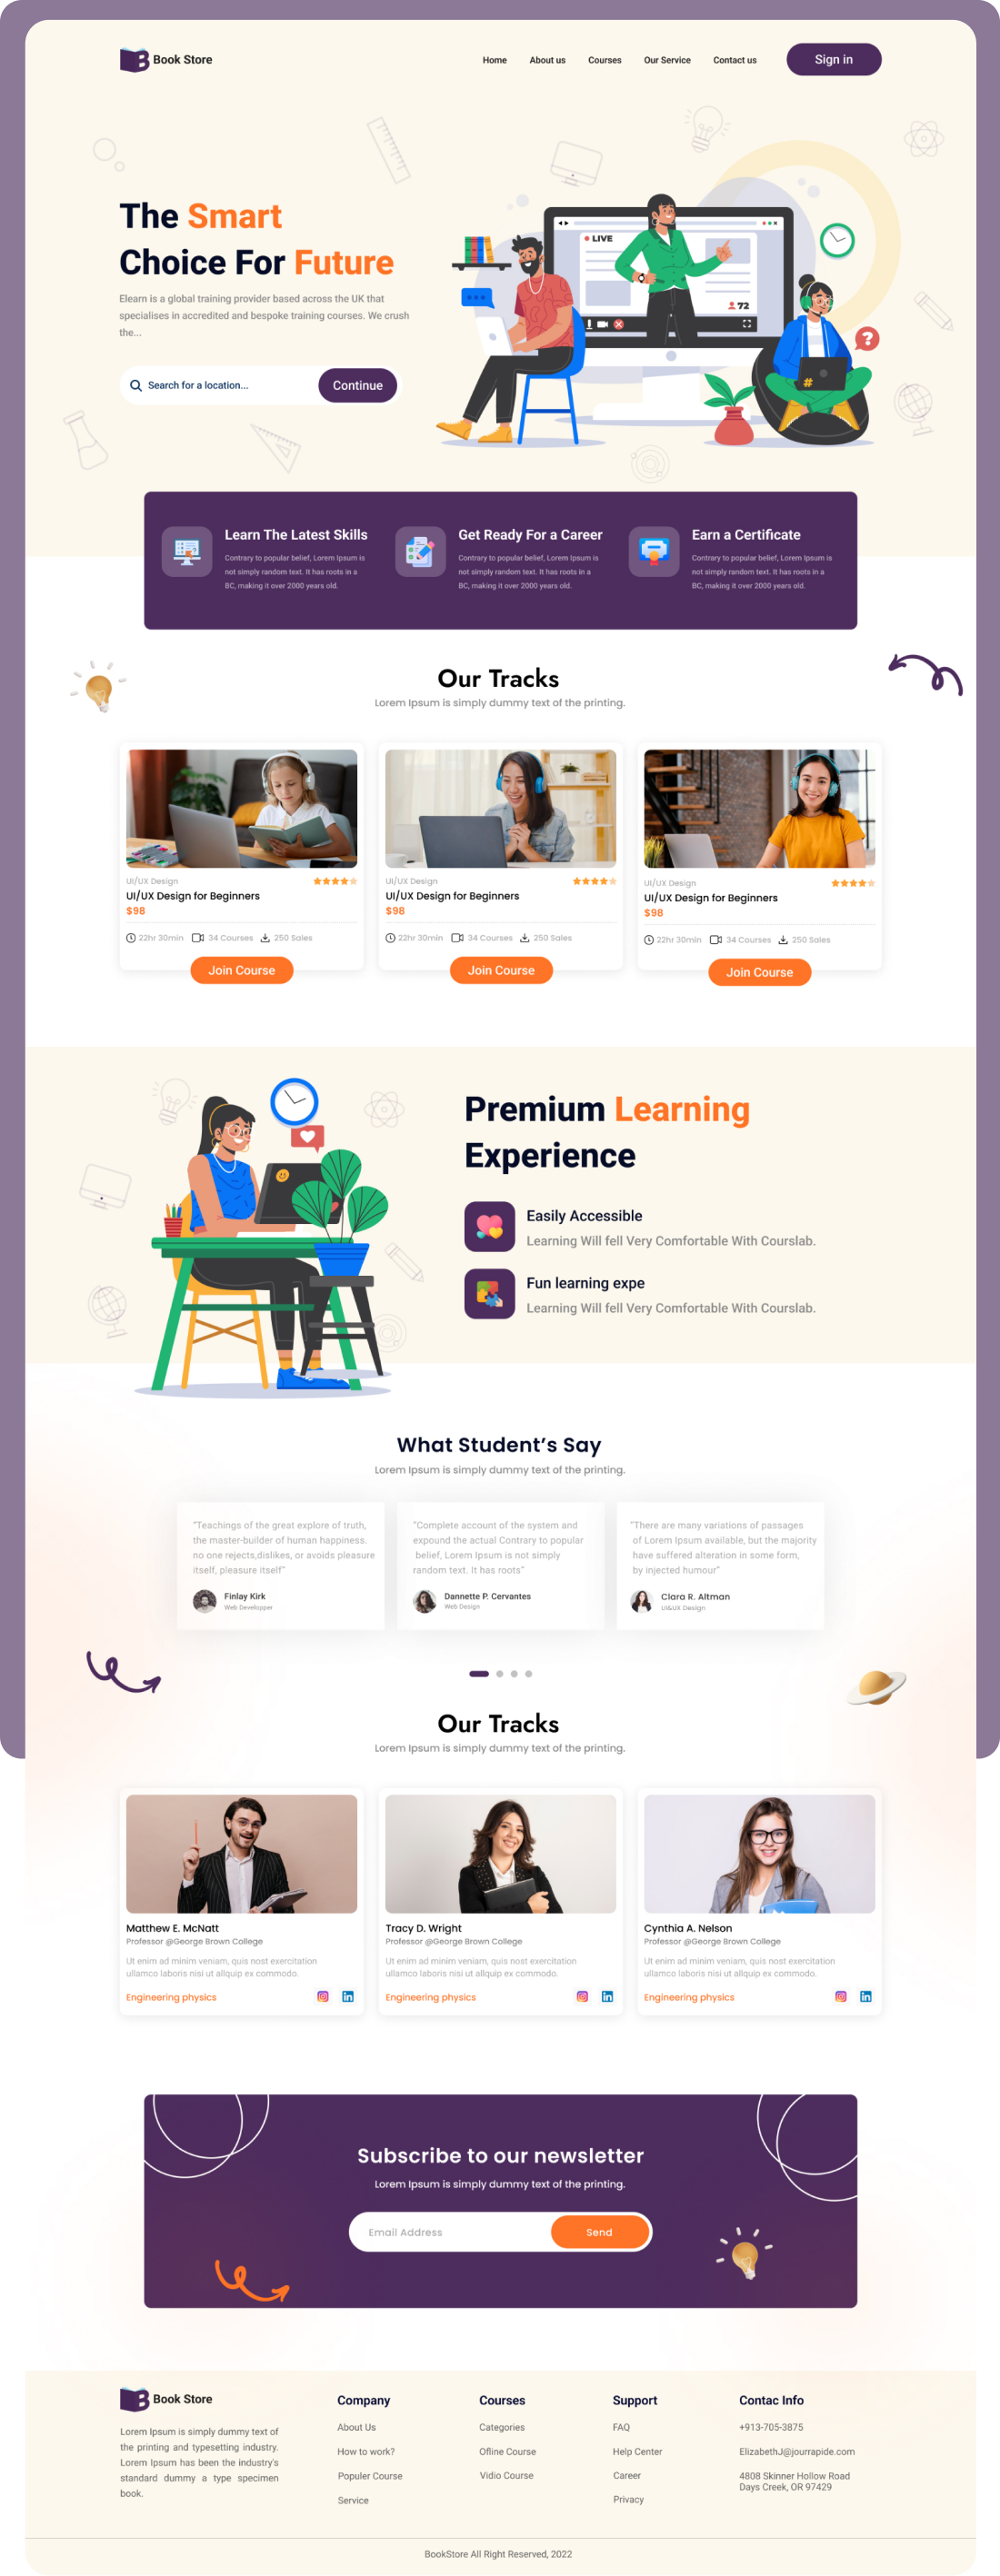 Book Store
Home
About us
Courses
Our Service
Contact us
Sign in
The Smart
Choice For Future
Elearn is a global training provider based across the UK that
specialises in accredited and bespoke training courses. We crush
the...
Search for a location...
Continue
LIVE
72
?
#
Learn The Latest Skills
Contrary to popular belief, Lorem Ipsum is
not simply random text. It has roots in a
BC, making it over 2000 years old.
Get Ready For a Career
Contrary to popular belief, Lorem Ipsum is
not simply random text. It has roots in a
BC, making it over 2000 years old.
Earn a Certificate
Contrary to popular belief, Lorem Ipsum is
not simply random text. It has roots in a
BC, making it over 2000 years old.
Our Tracks
Lorem Ipsum is simply dummy text of the printing.
UI/UX Design
UI/UX Design for Beginners
$98
22hr 30min
34 Courses
250 Sales
Join Course
UI/UX Design
UI/UX Design for Beginners
$98
22hr 30min
34 Courses
250 Sales
Join Course
UI/UX Design
UI/UX Design for Beginners
$98
22hr 30min
34 Courses
250 Sales
Join Course
Premium Learning
Experience
Easily Accessible
Learning Will fell Very Comfortable With Courslab.
Fun learning expe
Learning Will fell Very Comfortable With Courslab.
What Student's Say
Lorem Ipsum is simply dummy text of the printing.
"Teachings of the great explore of truth,
the master-builder of human happiness.
no one rejects,dislikes, or avoids pleasure
itself, pleasure itself"
Finlay Kirk
Web Developper
"Complete account of the system and
expound the actual Contrary to popular
belief, Lorem Ipsum is not simply
random text. It has roots"
Dannette P. Cervantes
Web Design
"There are many variations of passages
of Lorem Ipsum available, but the majority
have suffered alteration in some form,
by injected humour"
Clara R. Altman
UI&UX Design
Our Tracks
Lorem Ipsum is simply dummy text of the printing.
Matthew E. McNatt
Professor @George Brown College
Ut enim ad minim veniam, quis nost exercitation
ullamco laboris nisi ut allquip ex commodo.
Engineering physics
Tracy D. Wright
Professor @George Brown College
Ut enim ad minim veniam, quis nost exercitation
ullamco laboris nisi ut allquip ex commodo.
Engineering physics
Cynthia A. Nelson
Professor @George Brown College
Ut enim ad minim veniam, quis nost exercitation
ullamco laboris nisi ut allquip ex commodo.
Engineering physics
Subscribe to our newsletter
Lorem Ipsum is simply dummy text of the printing.
Email Address
Send
Book Store
Lorem Ipsum is simply dummy text of
the printing and typesetting industry.
Lorem Ipsum has been the industry's
standard dummy a type specimen
book.
Company
About Us
How to work?
Populer Course
Service
Courses
Categories
Ofline Course
Vidio Course
Support
FAQ
Help Center
Career
Privacy
Contac Info
+913-705-3875
ElizabethJ@jourrapide.com
4808 Skinner Hollow Road
Days Creek, OR 97429
BookStore All Right Reserved, 2022